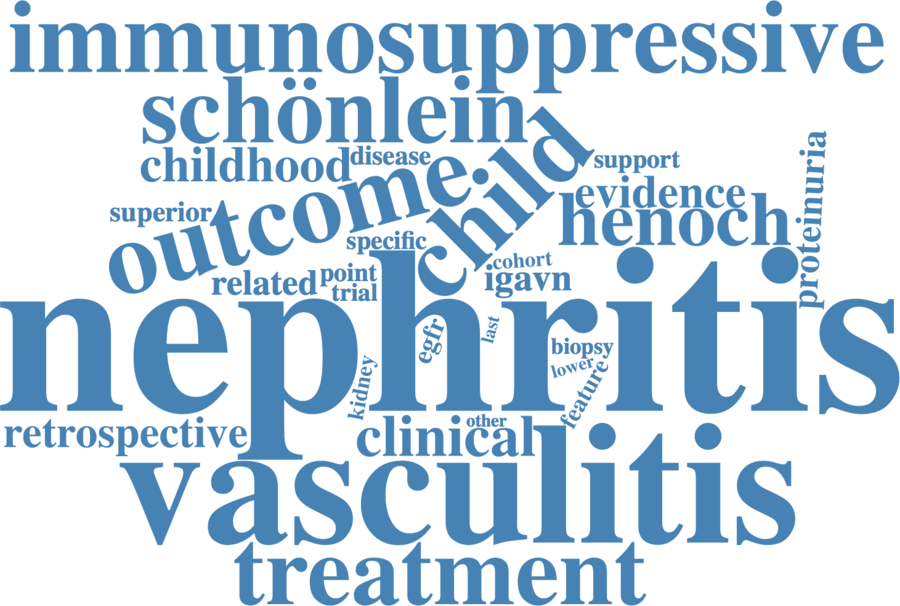 immunosuppressive
schönlein
childhood
disease
child
support
proteinuria
outcome
evidence
superior
henoch
specific
related
point
trial
cohort
igavn
nephritis
egfr
last
biopsy
lower
kidney
feature
retrospective
clinical
other
vasculitis
treatment